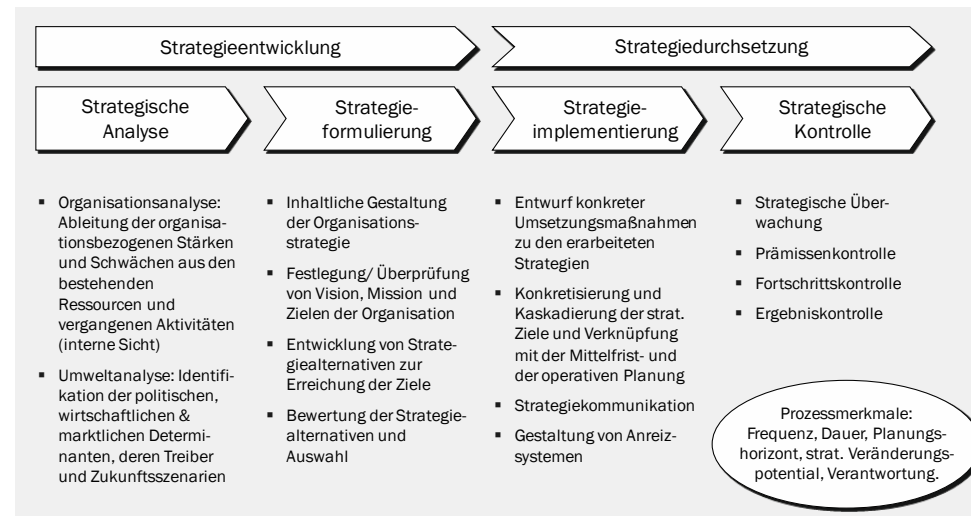 Strategieentwicklung
Strategiedurchsetzung
Strategische
Analyse
Strategie-
formulierung
Strategie-
implementierung
Strategische
Kontrolle
▪ Organisationsanalyse:
Ableitung der organisa-
tionsbezogenen Stärken
und Schwächen aus den
bestehenden
Ressourcen und
vergangenen Aktivitäten
(interne Sicht)
▪ Umweltanalyse: Identifi-
kation der politischen,
wirtschaftlichen &
marktlichen Determi-
nanten, deren Treiber
und Zukunftsszenarien
▪ Inhaltliche Gestaltung
der Organisations-
strategie
▪ Festlegung/ Überprüfung
von Vision, Mission und
Zielen der Organisation
▪ Entwicklung von Strate-
giealternativen zur
Erreichung der Ziele
▪ Bewertung der Strategie-
alternativen und
Auswahl
▪ Entwurf konkreter
Umsetzungsmaßnahmen
zu den erarbeiteten
Strategien
▪ Konkretisierung und
Kaskadierung der strat.
Ziele und Verknüpfung
mit der Mittelfrist- und
der operativen Planung
▪ Strategiekommunikation
▪ Gestaltung von Anreiz-
systemen
▪ Strategische Über-
wachung
▪ Prämissenkontrolle
▪ Fortschrittskontrolle
▪ Ergebniskontrolle
Prozessmerkmale:
Frequenz, Dauer, Planungs-
horizont, strat. Veränderungs-
potential, Verantwortung.